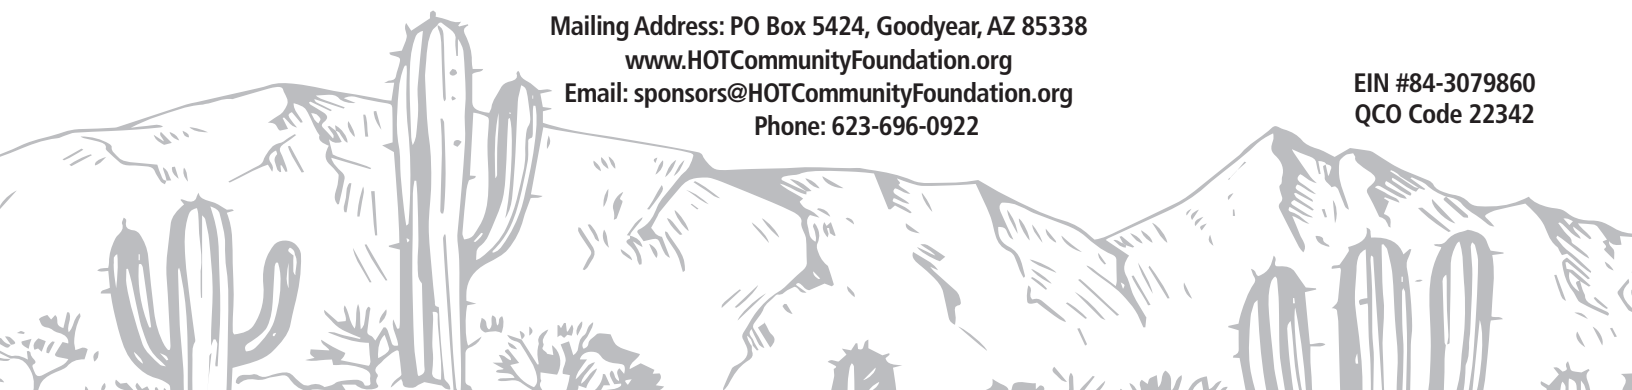 Mailing Address: PO Box 5424, Goodyear, AZ 85338
www.HOTCommunityFoundation.org
Email: sponsors@HOTCommunityFoundation.org
Phone: 623-696-0922
EIN #84-3079860
QCO Code 22342